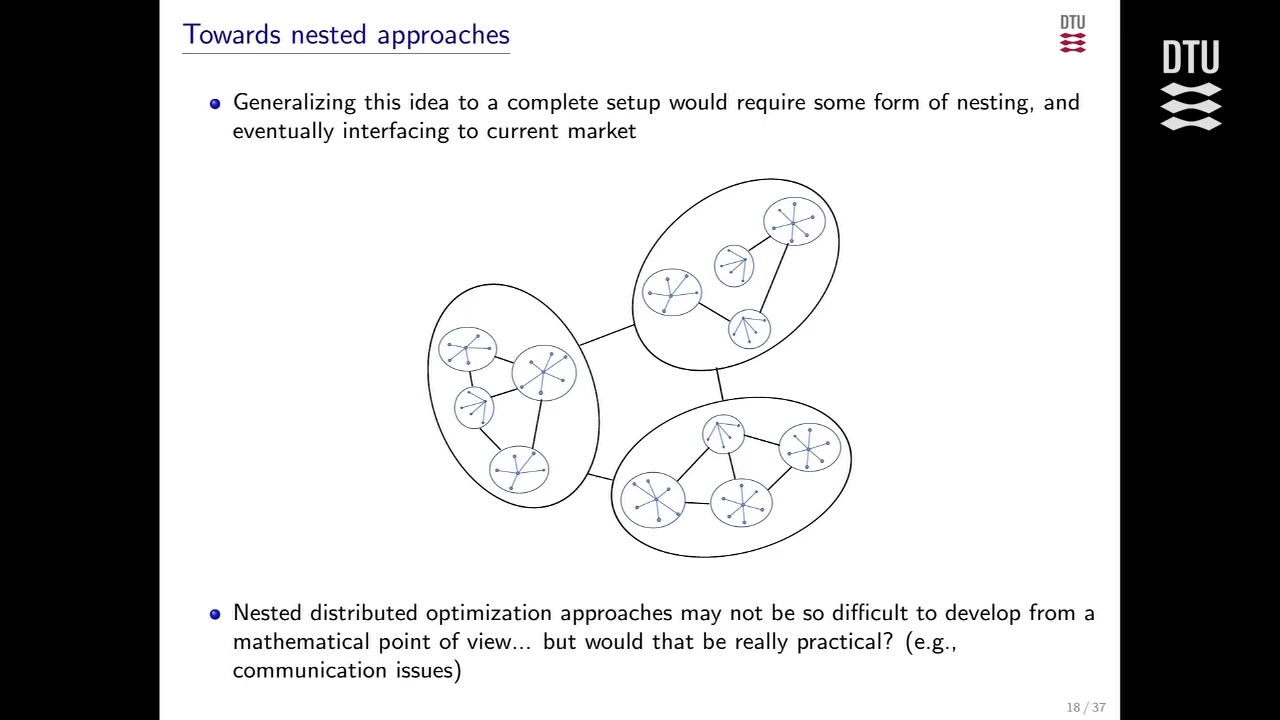 Towards nested approaches
DTU
DTU
Generalizing this idea to a complete setup would require some form of nesting, and
eventually interfacing to current market
Nested distributed optimization approaches may not be so difficult to develop from a
mathematical point of view... but would that be really practical? (e.g.,
communication issues)
18 / 37